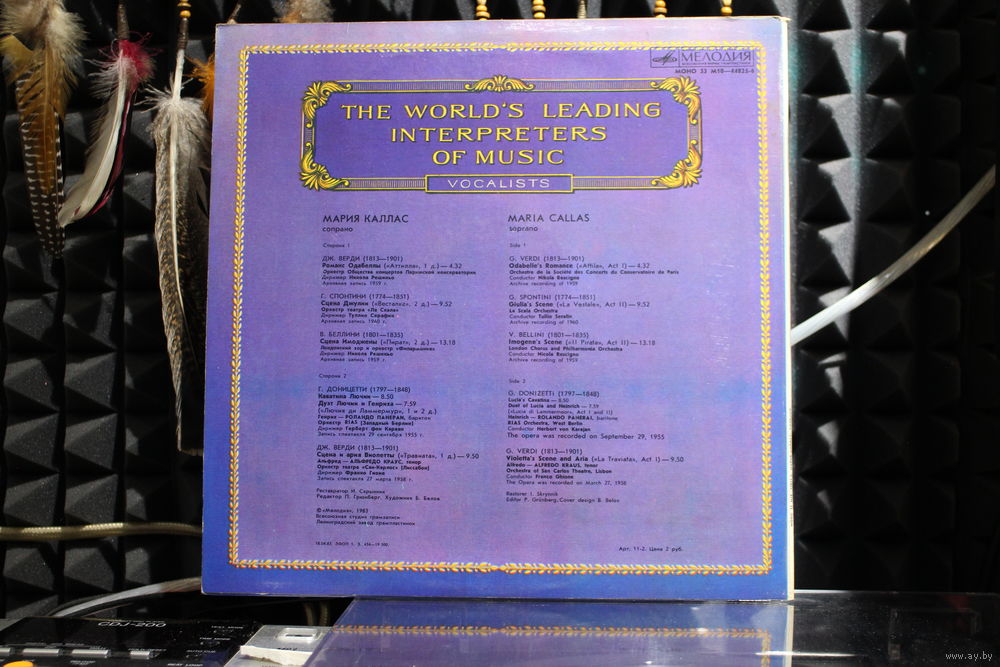 МЕЛОДИЯ
МОНО 33 М10—44825-6
THE WORLD'S LEADING
INTERPRETERS
OF MUSIC
VOCALISTS
МАРИЯ КАЛЛАС
сопрано
Сторона 1
ДЖ. ВЕРДИ (1813—1901)
Романс Одабеллы («Аттила», 1 д.) — 4.32
Оркестр Общества концертов Парижской консерватории
Дирижер Никола Решиньо
Архивная запись 1959 г.
Г. СПОНТИНИ (1774—1851)
Сцена Джулии («Весталка», 2 д.) — 9.52
Оркестр театра «Ла Скала»
Дирижер Туллио Серафин
Архивная запись 1960 г.
В. БЕЛЛИНИ (1801—1835)
Сцена Имоджены («Пират», 2 д.) — 13.18
Лондонский хор и оркестр «Филармония»
Дирижер Никола Решиньо
Архивная запись 1959 г.
Сторона 2
Г. ДОНИЦЕТТИ (1797—1848)
Каватина Лючии — 8.50
Дуэт Лючии и Генриха — 7.59
(«Лючия ди Ламмермур», 1 и 2 д.)
Генрих — РОЛАНДО ПАНЕРАИ, баритон
Оркестр RIAS (Западный Берлин)
Дирижер Герберт фон Караян
Запись спектакля 29 сентября 1955 г.
ДЖ. ВЕРДИ (1813—1901)
Сцена и ария Виолетты («Травиата», 1 д.) — 9.50
Альфред — АЛЬФРЕДО КРАУС, тенор
Оркестр театра «Сан-Карлос» (Лиссабон)
Дирижер Франко Гионе
Запись спектакля 27 марта 1958 г.
Реставратор И. Скрынник
Редактор П. Грюнберг. Художник Б. Белов
© «Мелодия», 1983
Всесоюзная студия грамзаписи
Ленинградский завод грампластинок
MARIA CALLAS
soprano
Side 1
G. VERDI (1813—1901)
Odabelle's Romance («Attila», Act I) — 4.32
Orchestre de la Société des Concerts du Conservatoire de Paris
Conductor Nikola Rescigno
Archive recording of 1959
G. SPONTINI (1774—1851)
Giulia's Scene («La Vestale», Act II) — 9.52
La Scala Orchestra
Conductor Tullio Serafin
Archive recording of 1960
V. BELLINI (1801—1835)
Imogene's Scene («Il Pirata», Act II) — 13.18
London Chorus and Philharmonia Orchestra
Conductor Nicola Rescigno
Archive recording of 1959
Side 2
G. DONIZETTI (1797—1848)
Lucia's Cavatina — 8.50
Duet of Lucia and Heinrich — 7.59
(«Lucia di Lammermoor», Act I and II)
Heinrich — ROLANDO PANERAI, baritone
RIAS Orchestra, West Berlin
Conductor Herbert von Karajan
The opera was recorded on September 29, 1955
G. VERDI (1813—1901)
Violetta's Scene and Aria («La Traviata», Act I) — 9.50
Alfredo — ALFREDO KRAUS, tenor
Orchestra of San Carlos Theatre, Lisbon
Conductor Franco Ghione
The Opera was recorded on March 27, 1958
Restorer I. Skrynnik
Editor P. Grünberg. Cover design B. Belov
Арт. 11-2. Цена 2 руб.
CDJ-200
www.ay.by